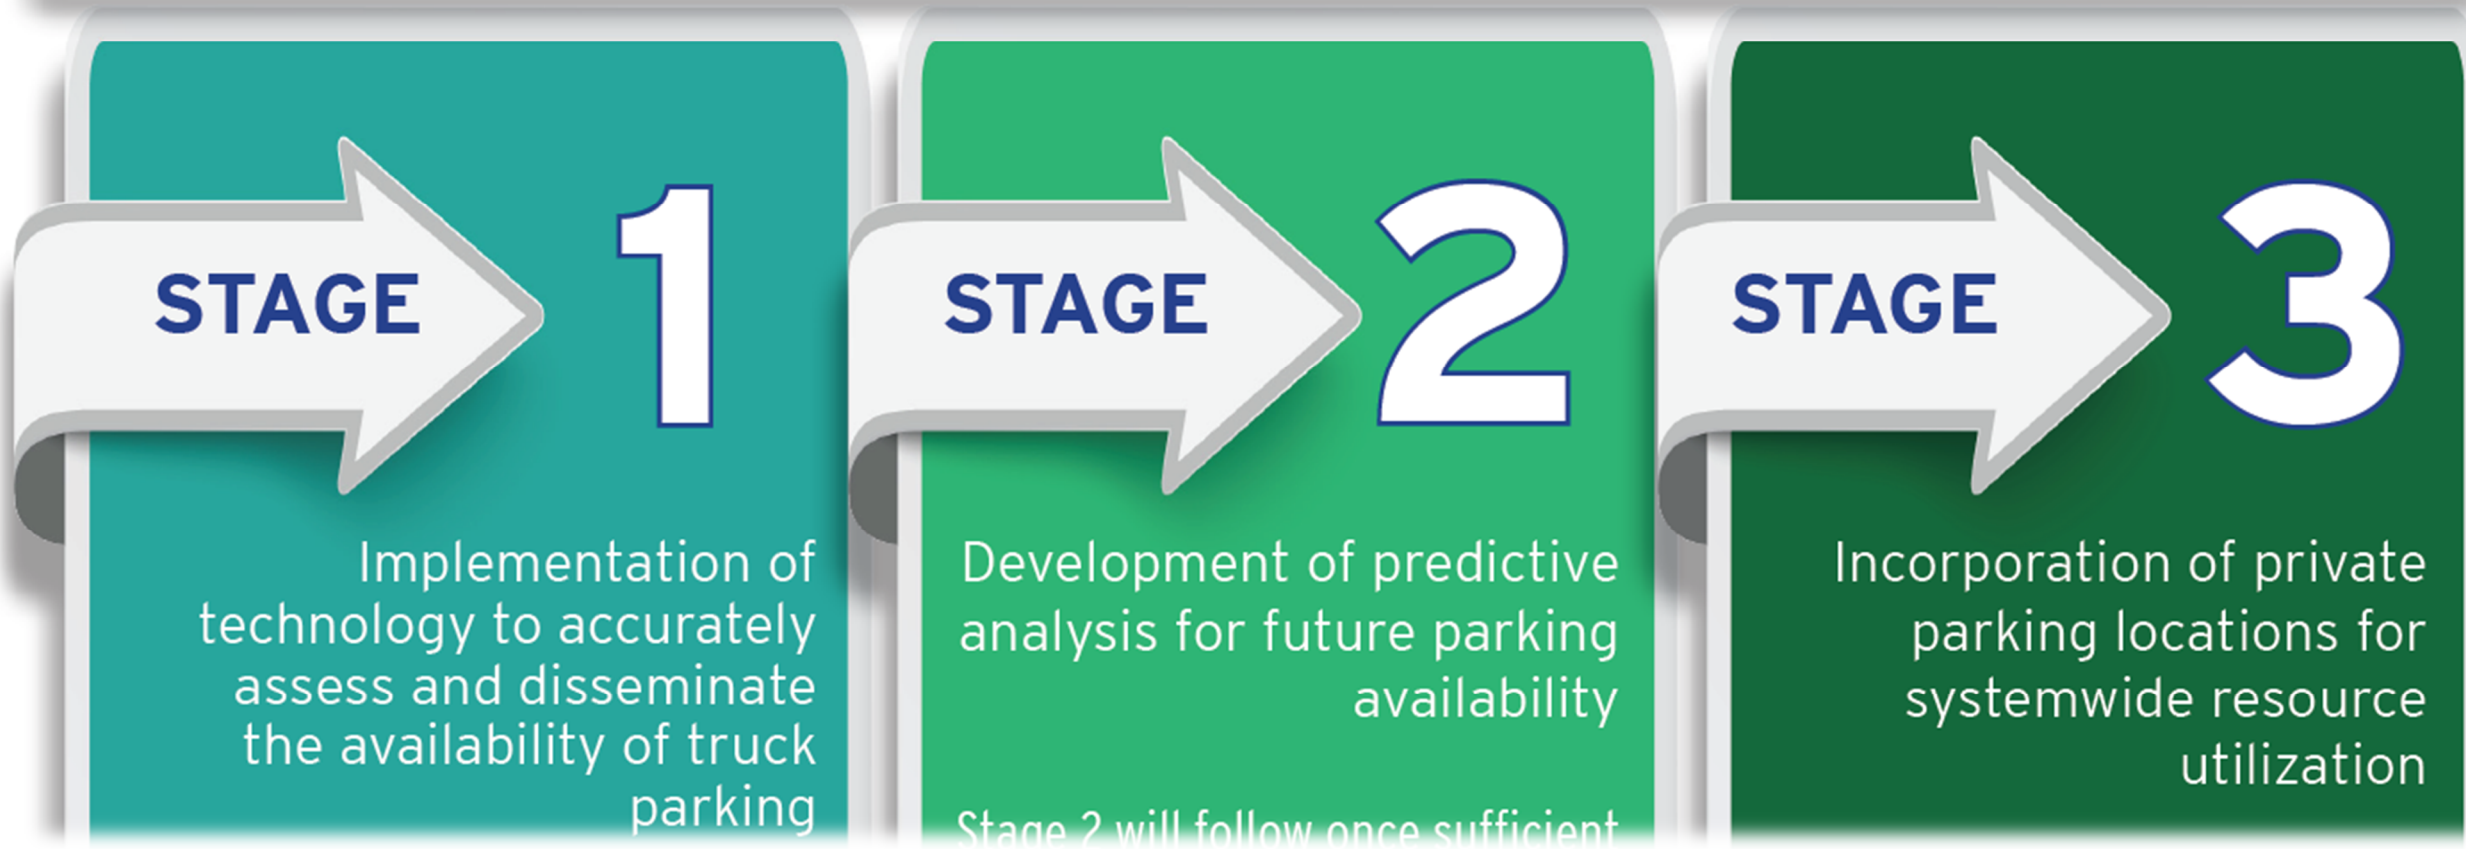 STAGE 1
Implementation of
technology to accurately
assess and disseminate
the availability of truck
parking
STAGE 2
Development of predictive
analysis for future parking
availability
Stage 2 will follow once sufficient
STAGE 3
Incorporation of private
parking locations for
systemwide resource
utilization